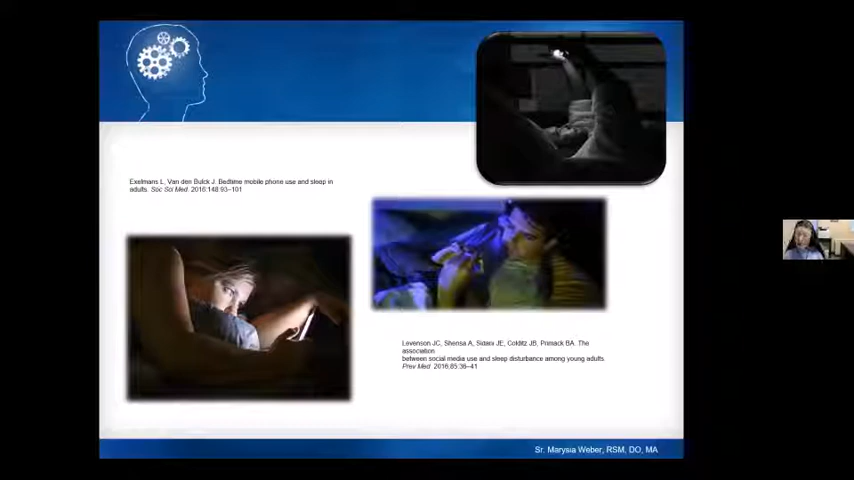 Exelmans L, Van den Bulck J. Bedtime mobile phone use and sleep in
adults. Soc Sci Med. 2016;148:93–101
Levenson JC, Shensa A, Sidani JE, Colditz JB, Primack BA. The
association
between social media use and sleep disturbance among young adults.
Prev Med. 2016;85:36–41
Sr. Marysia Weber, RSM, DO, MA